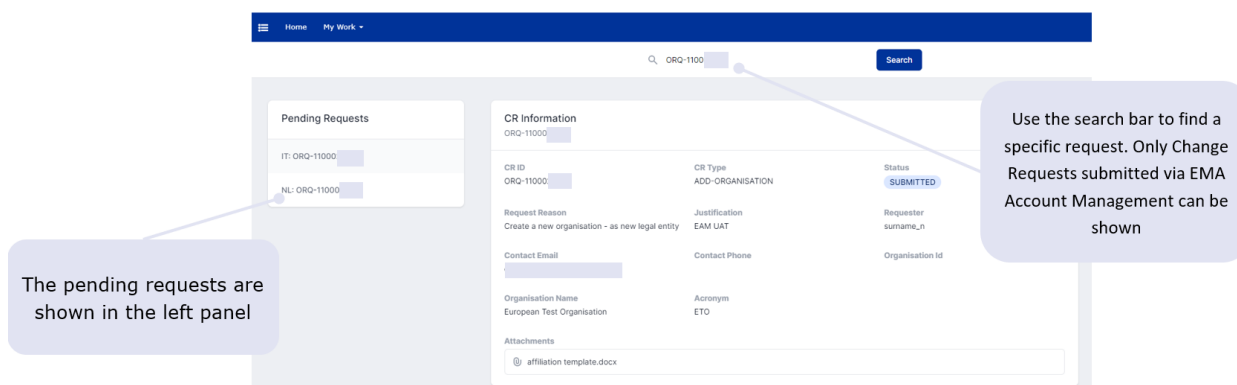 Home My Work
ORQ-1100
Search
Pending Requests
IT: ORQ-11000
NL: ORQ-11000
CR Information
ORQ-11000
CR ID
ORQ-11000
CR Type
ADD-ORGANISATION
Status
SUBMITTED
Request Reason
Create a new organisation - as new legal entity
Justification
EAM UAT
Requester
surname_n
Contact Email
Contact Phone
Organisation Id
Organisation Name
European Test Organisation
Acronym
ETO
Attachments
affiliation template.docx
Use the search bar to find a
specific request. Only Change
Requests submitted via EMA
Account Management can be
shown
The pending requests are
shown in the left panel